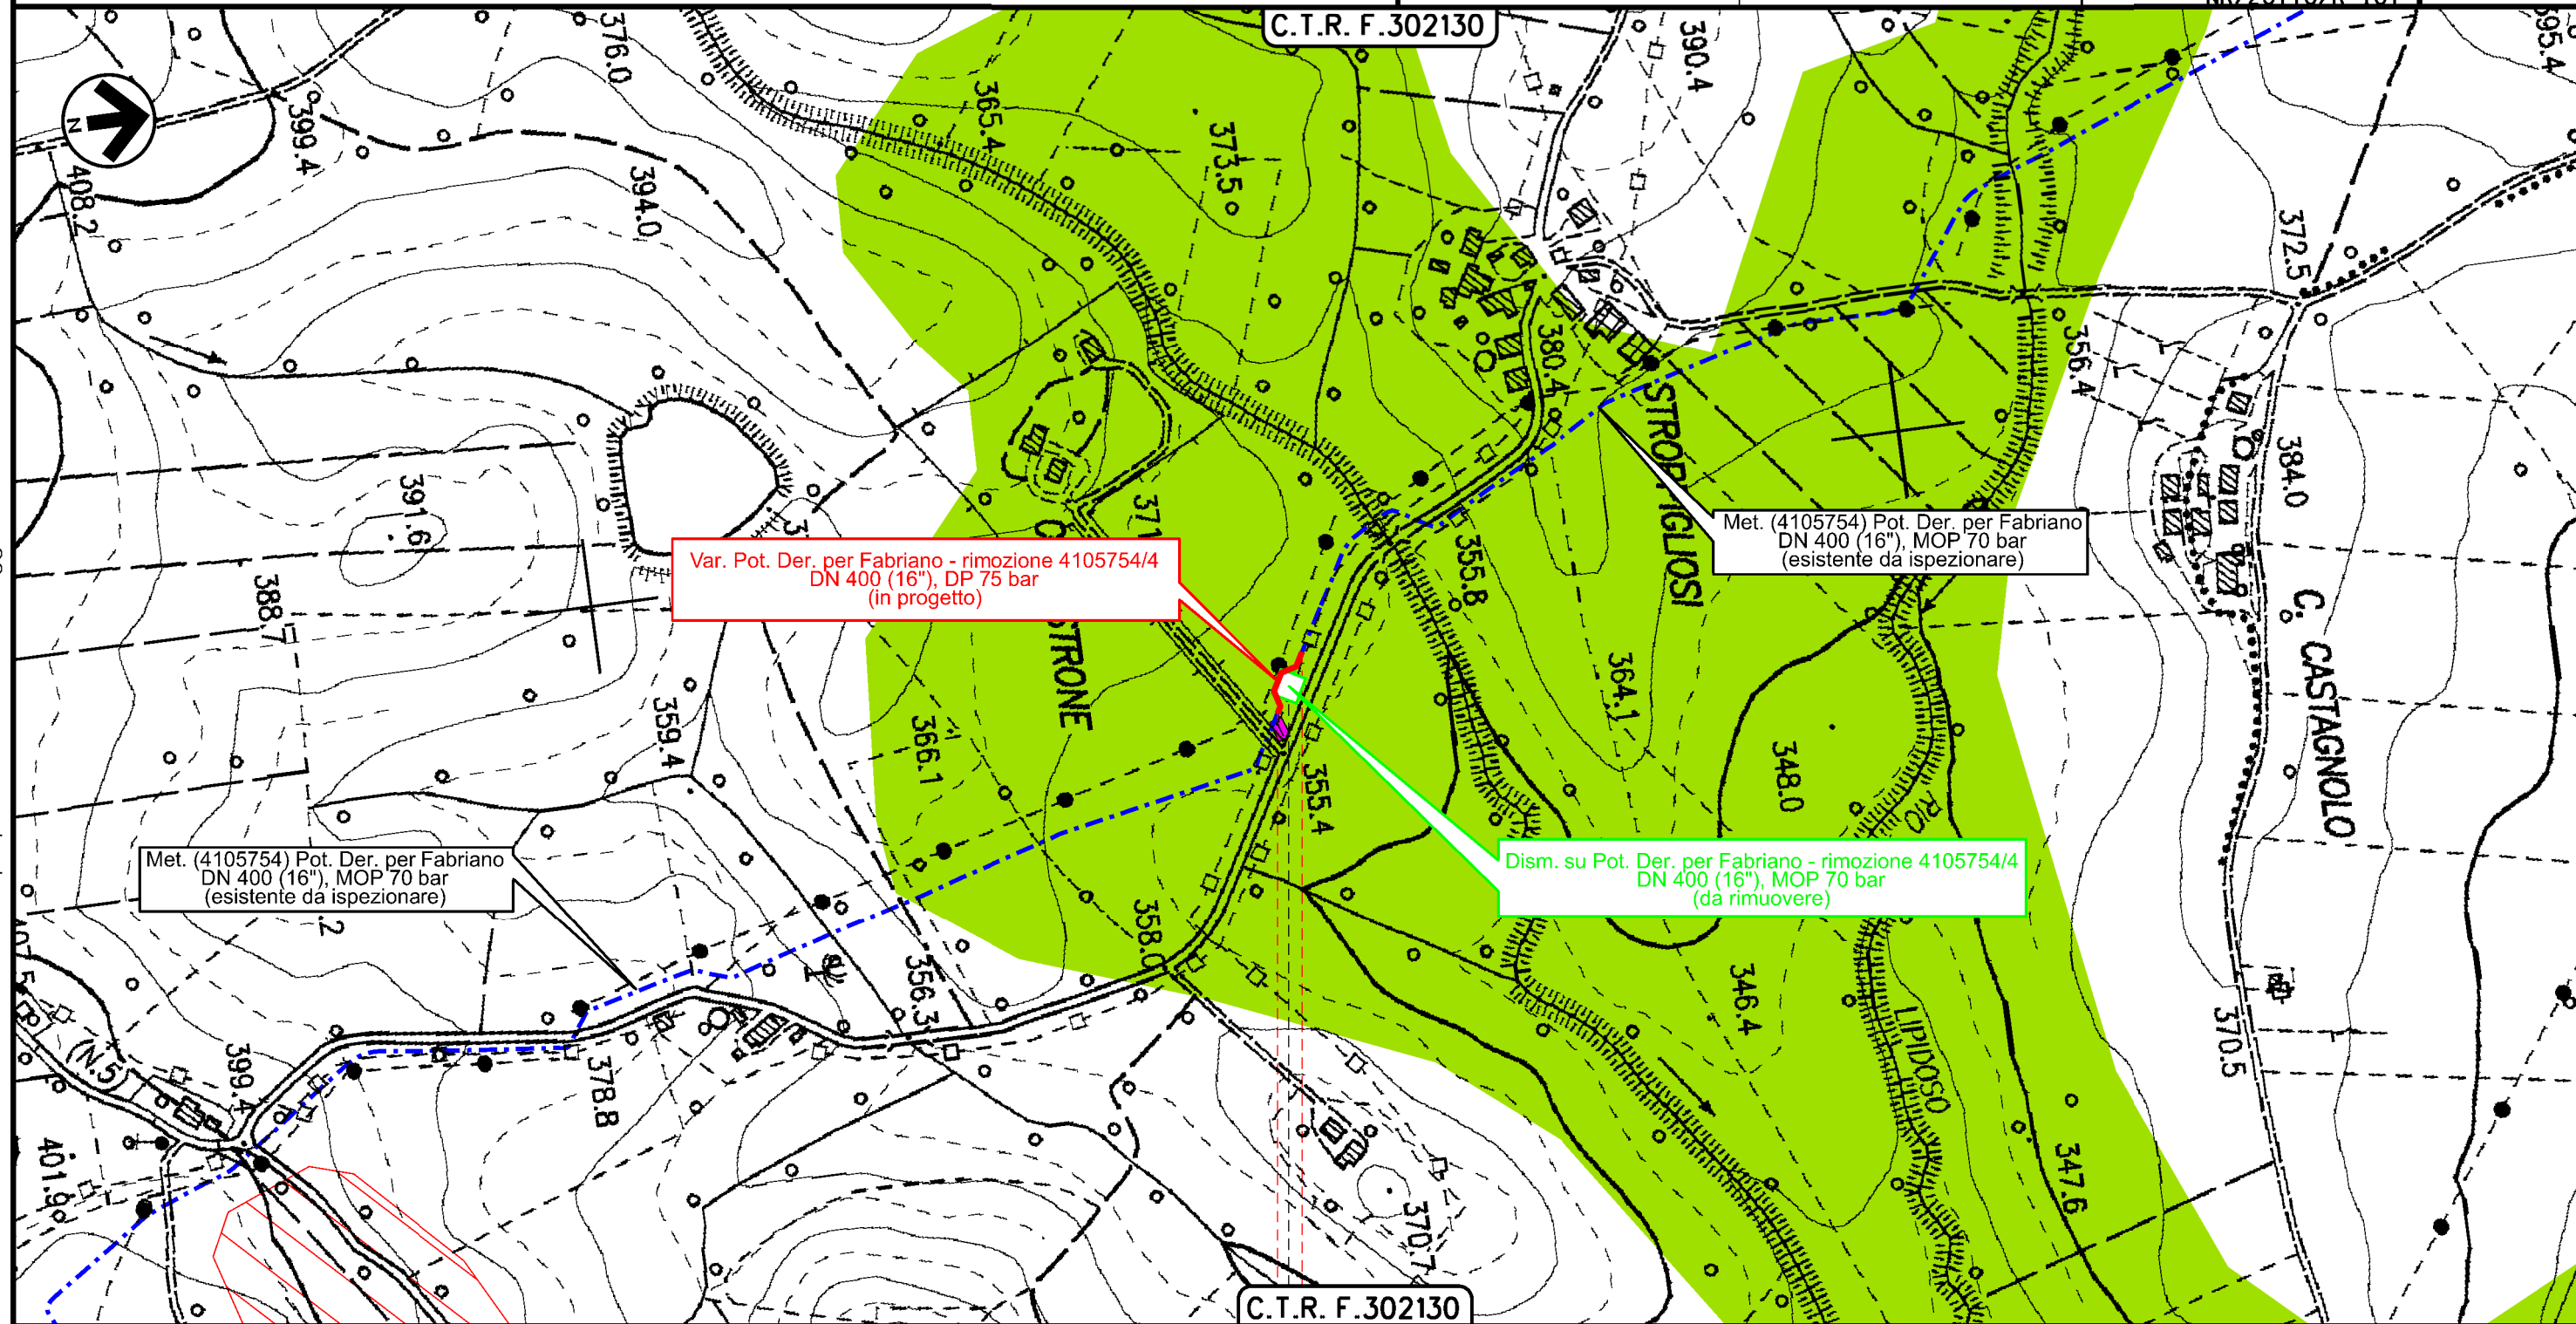 C.T.R. F.302130
376.0
390.4
395.4
N
399.4
365.4
373.5
408.2
394.0
372.5
380.4
356.4
STROPPIGLIOSI
391.6
371
384.0
Met. (4105754) Pot. Der. per Fabriano
DN 400 (16"), MOP 70 bar
(esistente da ispezionare)
Var. Pot. Der. per Fabriano - rimozione 4105754/4
DN 400 (16"), DP 75 bar
(in progetto)
355.8
388.7
C. CASTAGNOLO
364.1
359.4
366.1
348.0
355.4
RIO
Met. (4105754) Pot. Der. per Fabriano
DN 400 (16"), MOP 70 bar
(esistente da ispezionare)
Dism. su Pot. Der. per Fabriano - rimozione 4105754/4
DN 400 (16"), MOP 70 bar
(da rimuovere)
358.0
356.3
346.4
LIPIDOSO
370.5
(N.5)
399.4
378.8
401.9
347.6
370.7
C.T.R. F.302130